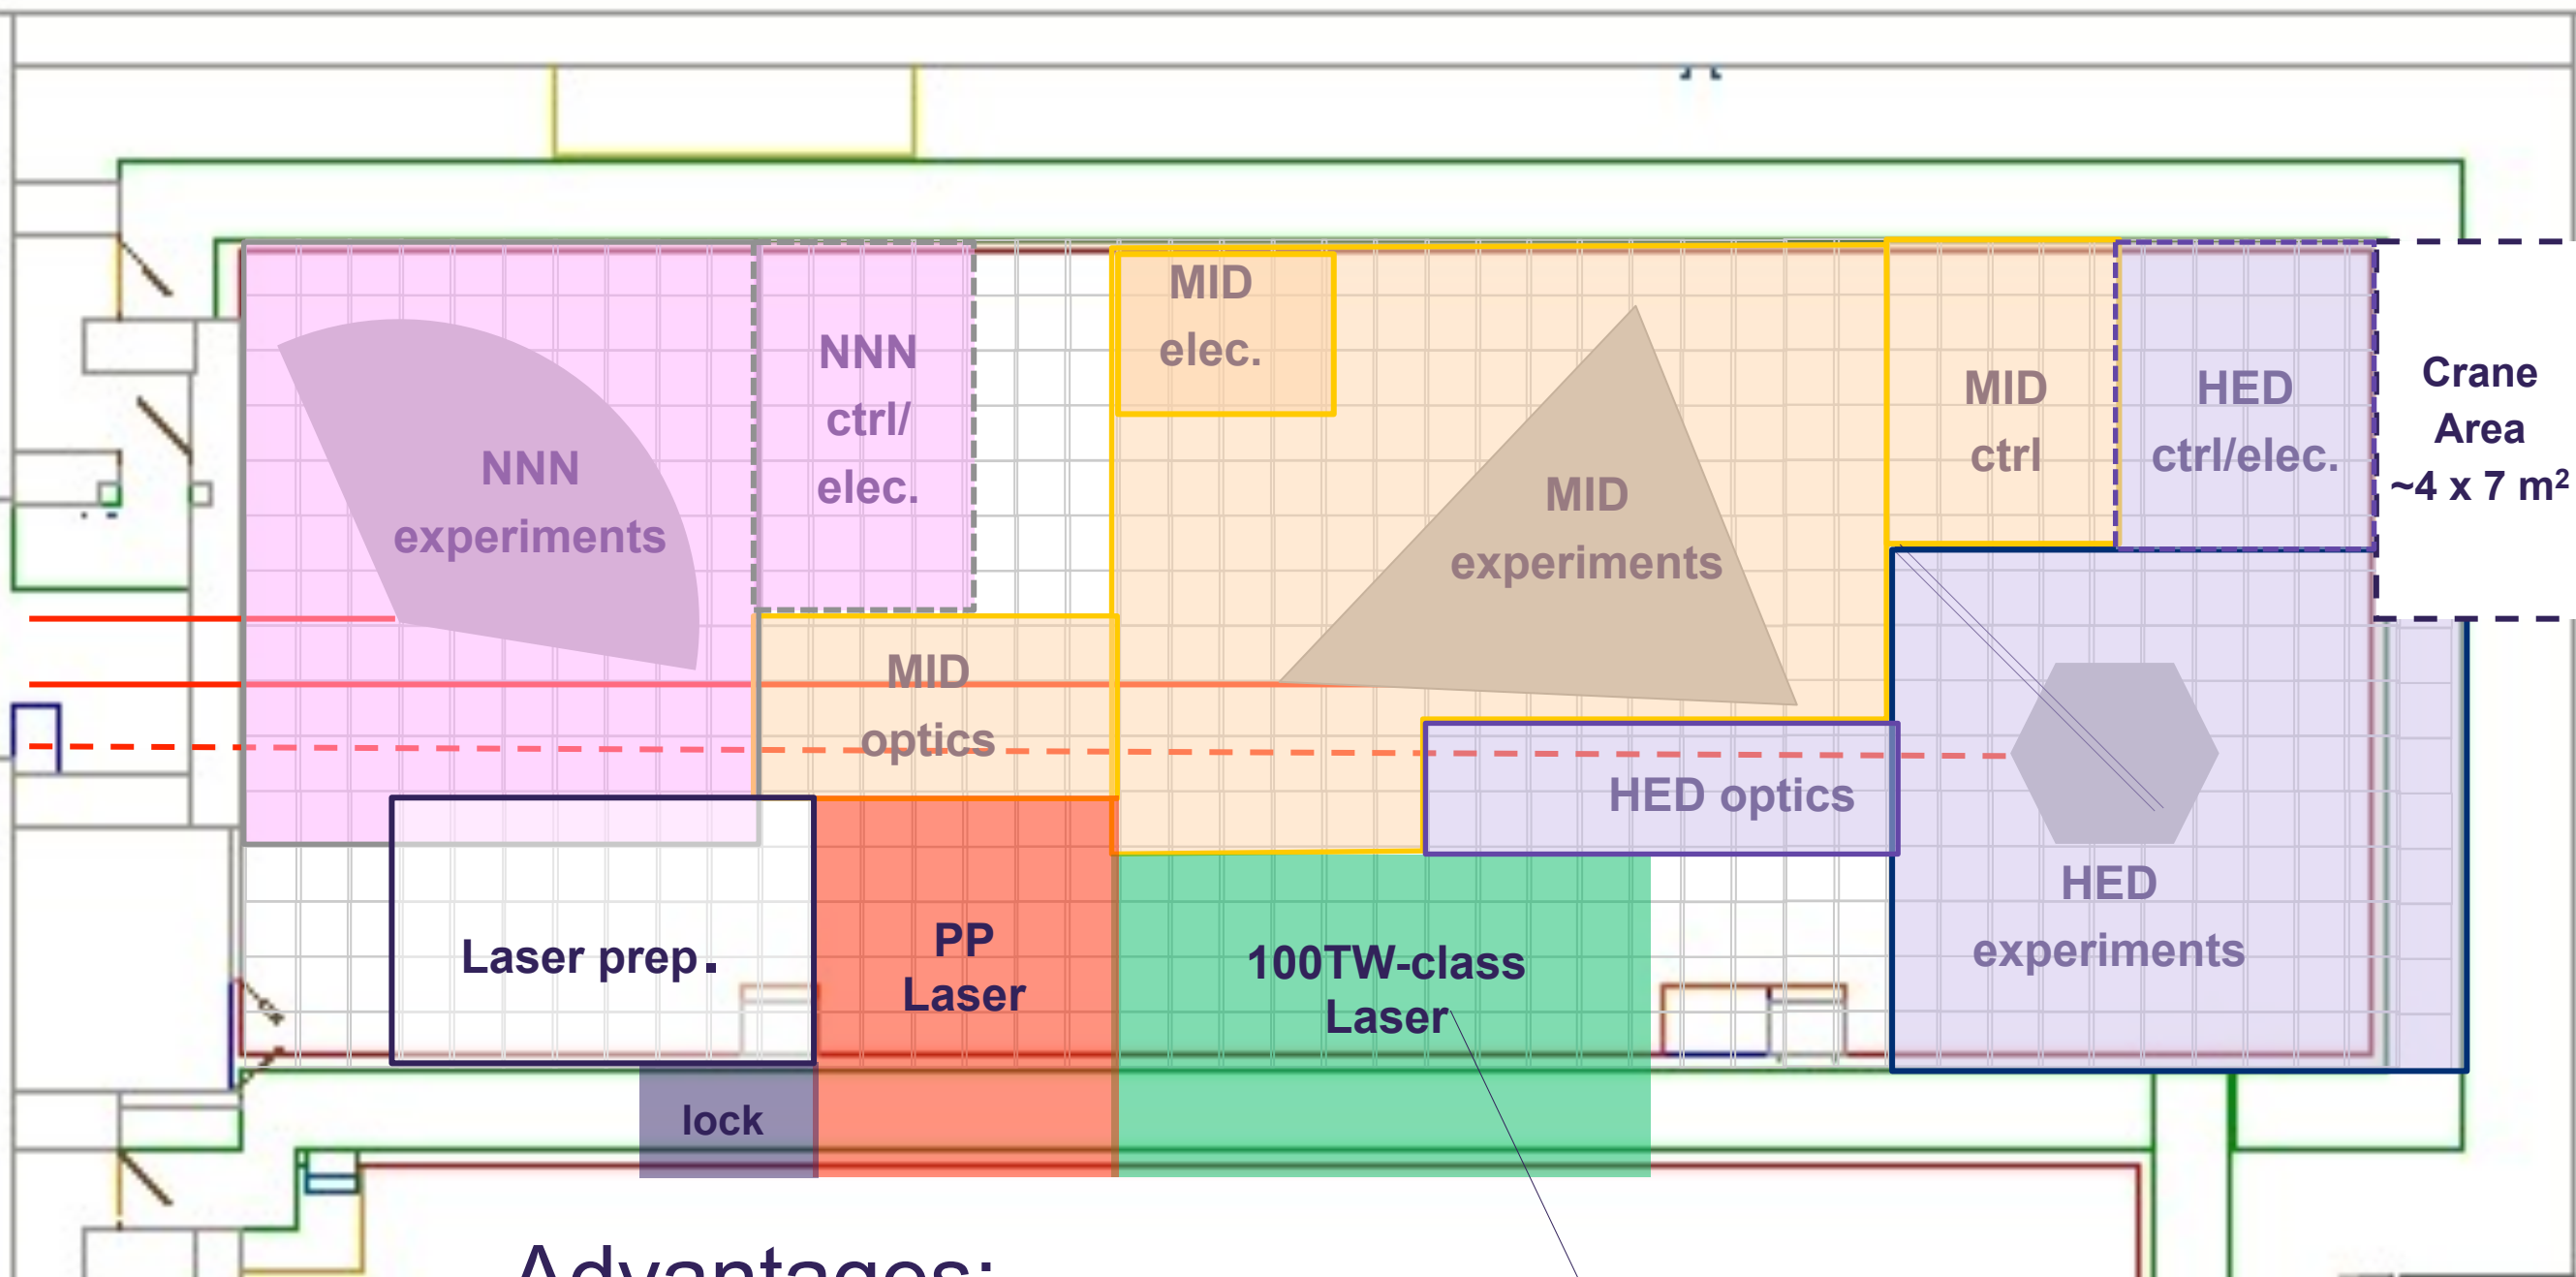 MID
elec.
NNN
ctrl/
elec.
MID
ctrl
HED
ctrl/elec.
Crane
Area
~4 x 7 m²
NNN
experiments
MID
experiments
MID
optics
HED optics
HED
experiments
Laser prep.
PP
Laser
100TW-class
Laser
lock
Advantages: